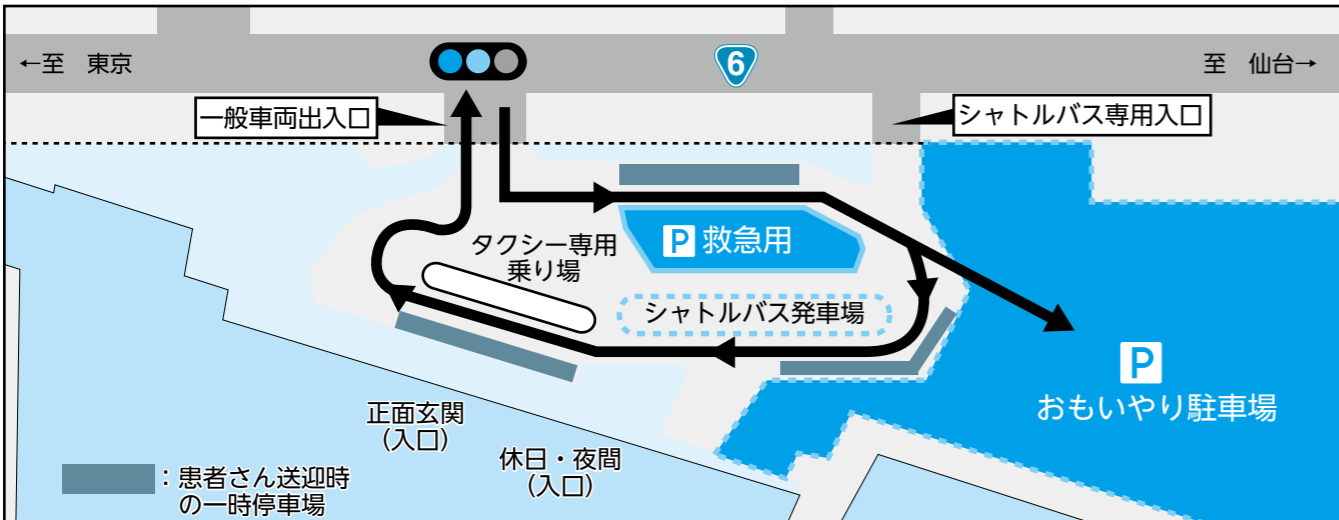 ←至 東京
6
至 仙台→
一般車両出入口
シャトルバス専用入口
タクシー専用
乗り場
P 救急用
シャトルバス発車場
P
おもいやり駐車場
正面玄関
(入口)
休日・夜間
(入口)
:患者さん送迎時
の一時停車場